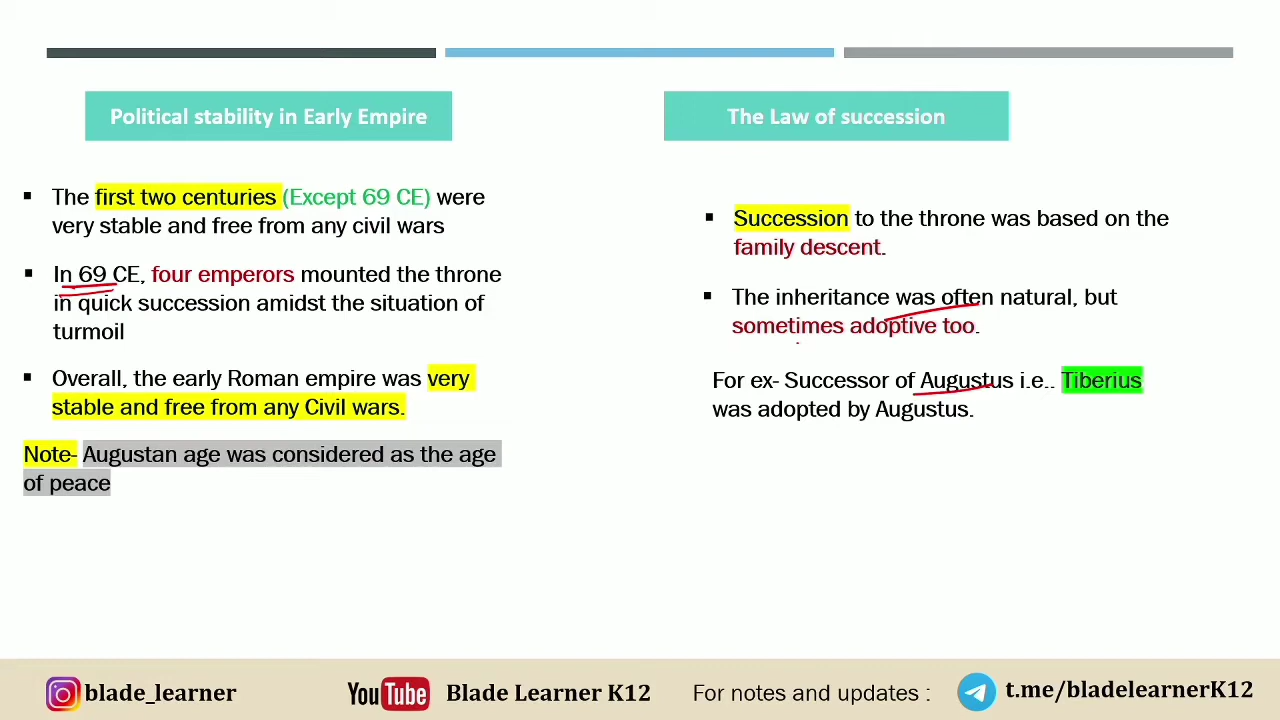 Political stability in Early Empire
▪ The first two centuries (Except 69 CE) were
very stable and free from any civil wars
▪ In 69 CE, four emperors mounted the throne
in quick succession amidst the situation of
turmoil
▪ Overall, the early Roman empire was very
stable and free from any Civil wars.
Note- Augustan age was considered as the age
of peace
The Law of succession
▪ Succession to the throne was based on the
family descent.
▪ The inheritance was often natural, but
sometimes adoptive too.
For ex- Successor of Augustus i.e.. Tiberius
was adopted by Augustus.
blade_learner
YouTube Blade Learner K12
For notes and updates :
t.me/bladelearnerK12